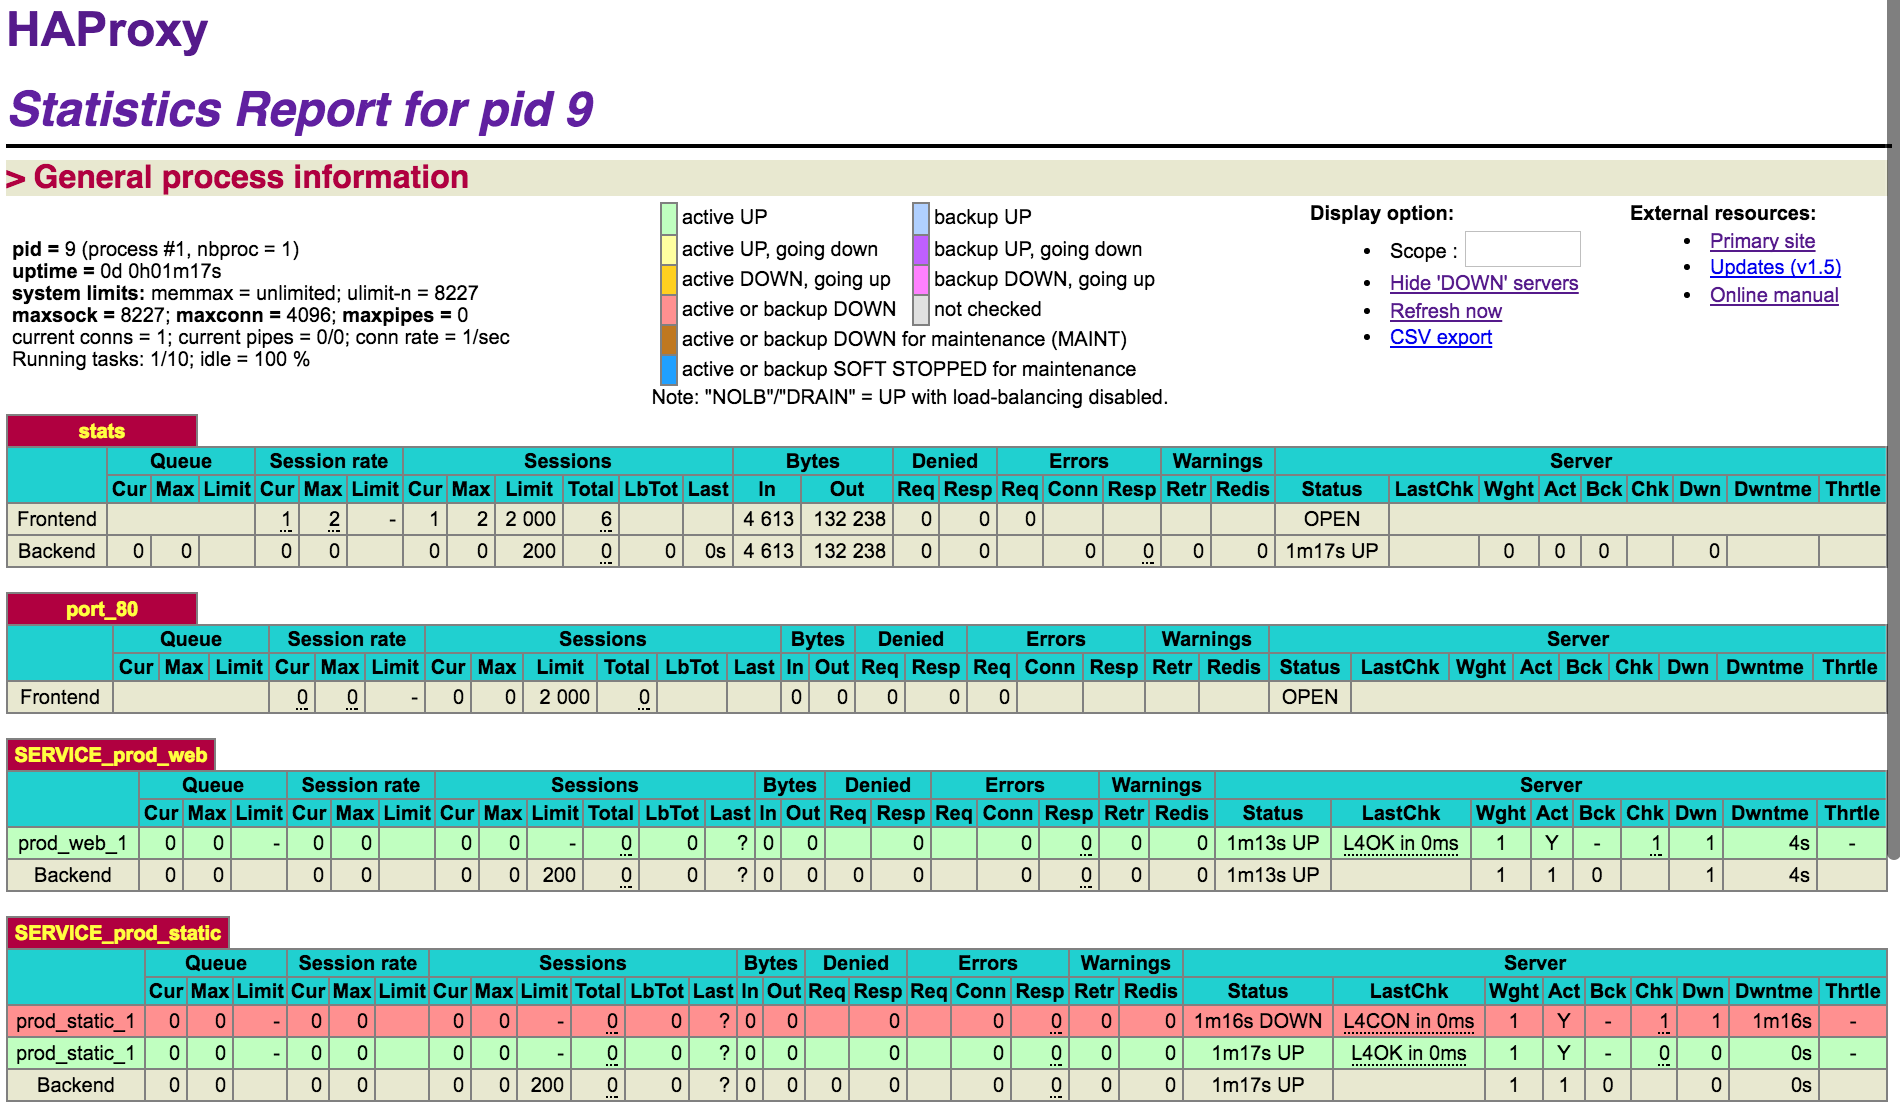 HAProxy
Statistics Report for pid 9
> General process information
pid = 9 (process #1, nbproc = 1)
uptime = 0d 0h01m17s
system limits: memmax = unlimited; ulimit-n = 8227
maxsock = 8227; maxconn = 4096; maxpipes = 0
current conns = 1; current pipes = 0/0; conn rate = 1/sec
Running tasks: 1/10; idle = 100 %
active UP backup UP
active UP, going down backup UP, going down
active DOWN, going up backup DOWN, going up
active or backup DOWN not checked
active or backup DOWN for maintenance (MAINT)
active or backup SOFT STOPPED for maintenance
Note: "NOLB"/"DRAIN" = UP with load-balancing disabled.
Display option:
• Scope :
• Hide 'DOWN' servers
• Refresh now
• CSV export
External resources:
• Primary site
• Updates (v1.5)
• Online manual
stats
Queue Session rate Sessions Bytes Denied Errors Warnings Server
Cur Max Limit Cur Max Limit Cur Max Limit Total LbTot Last In Out Req Resp Req Conn Resp Retr Redis Status LastChk Wght Act Bck Chk Dwn Dwntme Thrtle
Frontend 1 2 - 1 2 2 000 6 4 613 132 238 0 0 0 OPEN
Backend 0 0 0 0 0 0 200 0 0 0s 4 613 132 238 0 0 0 0 0 0 1m17s UP 0 0 0 0
port_80
Queue Session rate Sessions Bytes Denied Errors Warnings Server
Cur Max Limit Cur Max Limit Cur Max Limit Total LbTot Last In Out Req Resp Req Conn Resp Retr Redis Status LastChk Wght Act Bck Chk Dwn Dwntme Thrtle
Frontend 0 0 - 0 0 2 000 0 0 0 0 0 0 OPEN
SERVICE_prod_web
Queue Session rate Sessions Bytes Denied Errors Warnings Server
Cur Max Limit Cur Max Limit Cur Max Limit Total LbTot Last In Out Req Resp Req Conn Resp Retr Redis Status LastChk Wght Act Bck Chk Dwn Dwntme Thrtle
prod_web_1 0 0 - 0 0 0 0 - 0 0 ? 0 0 0 0 0 0 0 1m13s UP L4OK in 0ms 1 Y - 1 1 4s -
Backend 0 0 0 0 0 0 200 0 0 ? 0 0 0 0 0 0 0 0 1m13s UP 1 1 0 1 4s
SERVICE_prod_static
Queue Session rate Sessions Bytes Denied Errors Warnings Server
Cur Max Limit Cur Max Limit Cur Max Limit Total LbTot Last In Out Req Resp Req Conn Resp Retr Redis Status LastChk Wght Act Bck Chk Dwn Dwntme Thrtle
prod_static_1 0 0 - 0 0 0 0 - 0 0 ? 0 0 0 0 0 0 0 1m16s DOWN L4CON in 0ms 1 Y - 1 1 1m16s -
prod_static_1 0 0 - 0 0 0 0 - 0 0 ? 0 0 0 0 0 0 0 1m17s UP L4OK in 0ms 1 Y - 0 0 0s -
Backend 0 0 0 0 0 0 200 0 0 ? 0 0 0 0 0 0 0 0 1m17s UP 1 1 0 0 0s